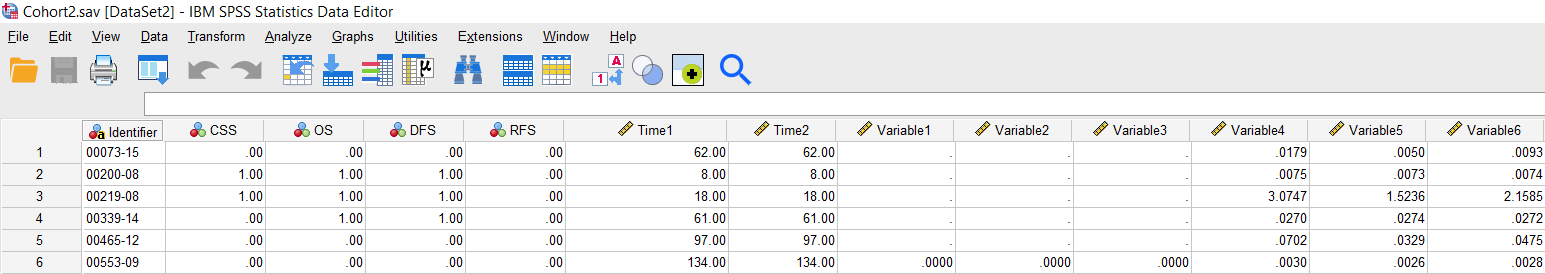 Cohort2.sav [DataSet2] - IBM SPSS Statistics Data Editor
File Edit View Data Transform Analyze Graphs Utilities Extensions Window Help
Identifier CSS OS DFS RFS Time1 Time2 Variable1 Variable2 Variable3 Variable4 Variable5 Variable6
1 00073-15 .00 .00 .00 .00 62.00 62.00 . . . .0179 .0050 .0093
2 00200-08 1.00 1.00 1.00 .00 8.00 8.00 . . . .0075 .0073 .0074
3 00219-08 1.00 1.00 1.00 .00 18.00 18.00 . . . 3.0747 1.5236 2.1585
4 00339-14 .00 1.00 1.00 .00 61.00 61.00 . . . .0270 .0274 .0272
5 00465-12 .00 .00 .00 .00 97.00 97.00 . . . .0702 .0329 .0475
6 00553-09 .00 .00 .00 .00 134.00 134.00 .0000 .0000 .0000 .0030 .0026 .0028